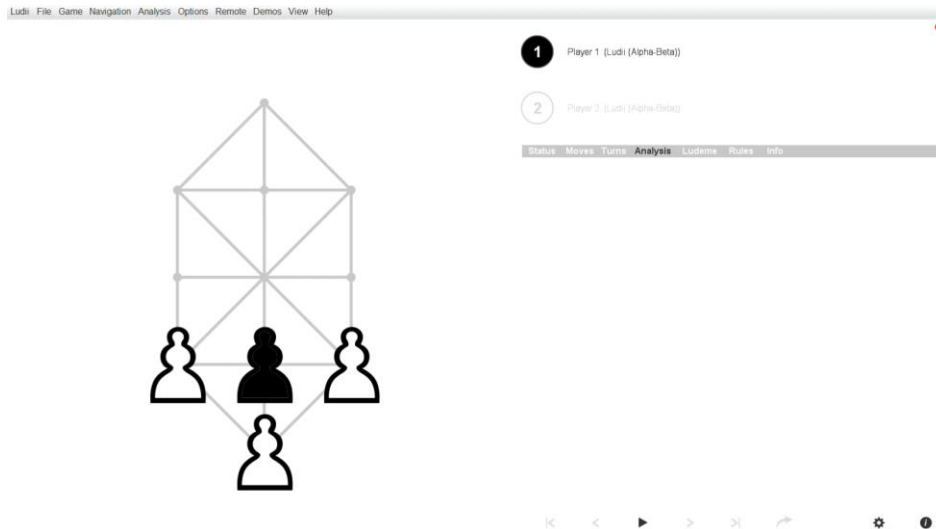 Ludii File Game Navigation Analysis Options Remote Demos View Help
1 Player 1 (Ludii (Alpha-Beta))
2 Player 2 (Ludii (Alpha-Beta))
Status Moves Turns Analysis Ludeme Rules Info